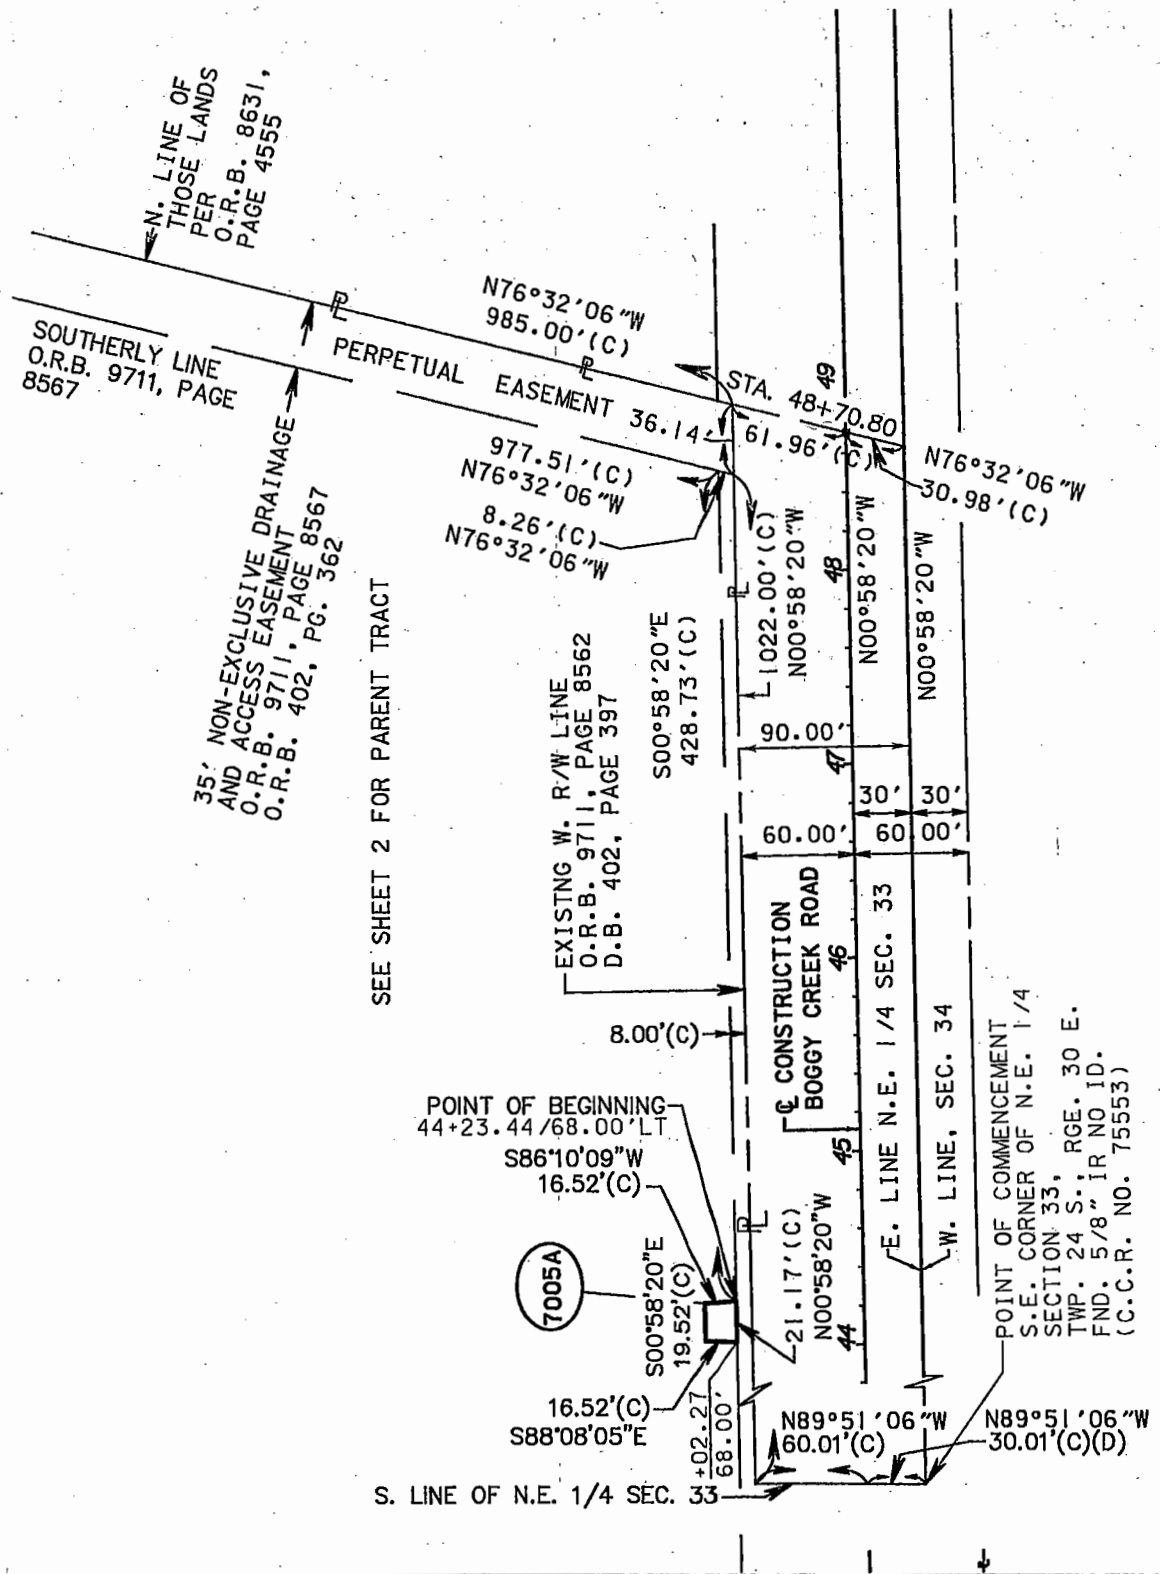 N. LINE OF
THOSE LANDS
PER
O.R.B. 8631,
PAGE 4555
SOUTHERLY LINE
O.R.B. 9711, PAGE
8567
PL
N76°32'06"W
985.00'(C)
PL
PERPETUAL EASEMENT
36.14'
STA. 48+70.80
61.96'(C)
49
N76°32'06"W
30.98'(C)
977.51'(C)
N76°32'06"W
8.26'(C)
N76°32'06"W
35' NON-EXCLUSIVE DRAINAGE
AND ACCESS EASEMENT
O.R.B. 9711, PAGE 8567
O.R.B. 402, PG. 362
SEE SHEET 2 FOR PARENT TRACT
EXISTNG W. R/W LINE
O.R.B. 9711, PAGE 8562
D.B. 402, PAGE 397
S00°58'20"E
428.73'(C)
PL
1022.00'(C)
N00°58'20"W
48
N00°58'20"W
N00°58'20"W
90.00'
47
30'
30'
60.00'
60.00'
46
8.00'(C)
℄ CONSTRUCTION
BOGGY CREEK ROAD
E. LINE N.E. 1/4 SEC. 33
W. LINE, SEC. 34
POINT OF BEGINNING
44+23.44/68.00'LT
S86°10'09"W
16.52'(C)
45
PL
7005A
S00°58'20"E
19.52'(C)
21.17'(C)
N00°58'20"W
44
16.52'(C)
S88°08'05"E
+02.27
68.00'
POINT OF COMMENCEMENT
S.E. CORNER OF N.E. 1/4
SECTION 33,
TWP. 24 S., RGE. 30 E.
FND. 5/8" IR NO ID.
(C.C.R. NO. 75553)
N89°51'06"W
60.01'(C)
N89°51'06"W
30.01'(C)(D)
S. LINE OF N.E. 1/4 SEC. 33